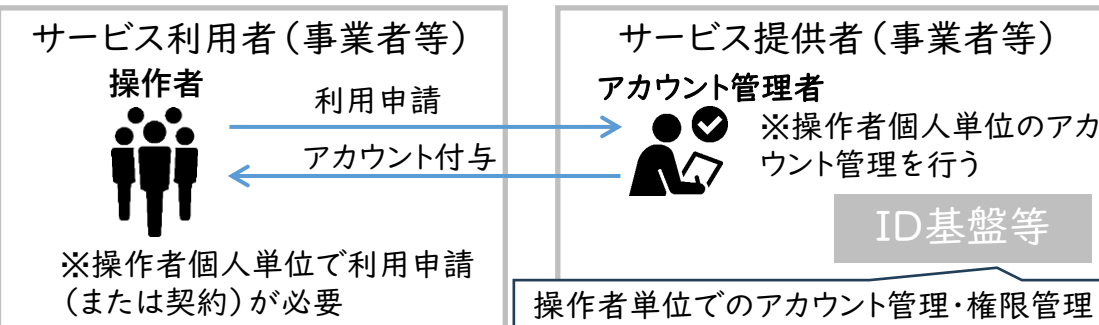 サービス利用者（事業者等）
操作者
利用申請
アカウント付与
※操作者個人単位で利用申請
（または契約）が必要
サービス提供者（事業者等）
アカウント管理者
※操作者個人単位のアカ
ウント管理を行う
ID基盤等
操作者単位でのアカウント管理・権限管理